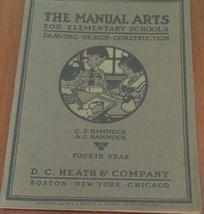 THE MANUAL ARTS
FOR ELEMENTARY SCHOOLS
DRAWING·DESIGN·CONSTRUCTION
C. S. HAMMOCK
A. G. HAMMOCK
FOURTH YEAR
D. C. HEATH & COMPANY
BOSTON·NEW YORK·CHICAGO